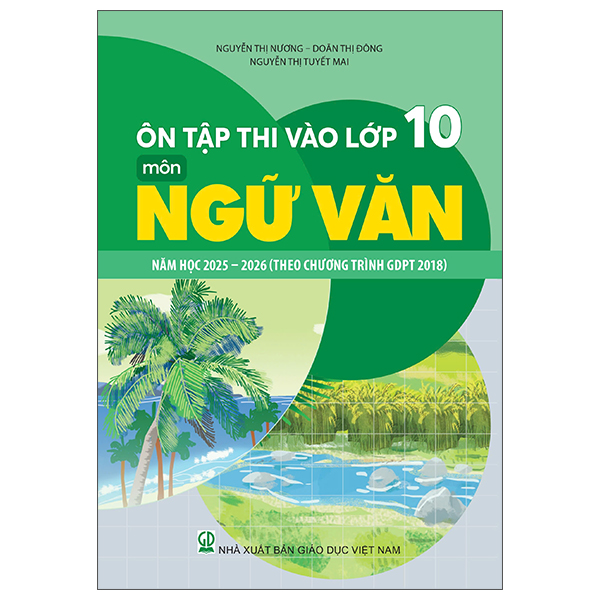 NGUYỄN THỊ NƯƠNG – DOÃN THỊ ĐÔNG
NGUYỄN THỊ TUYẾT MAI
ÔN TẬP THI VÀO LỚP 10
môn
NGỮ VĂN
NĂM HỌC 2025 – 2026 (THEO CHƯƠNG TRÌNH GDPT 2018)
GD
NHÀ XUẤT BẢN GIÁO DỤC VIỆT NAM